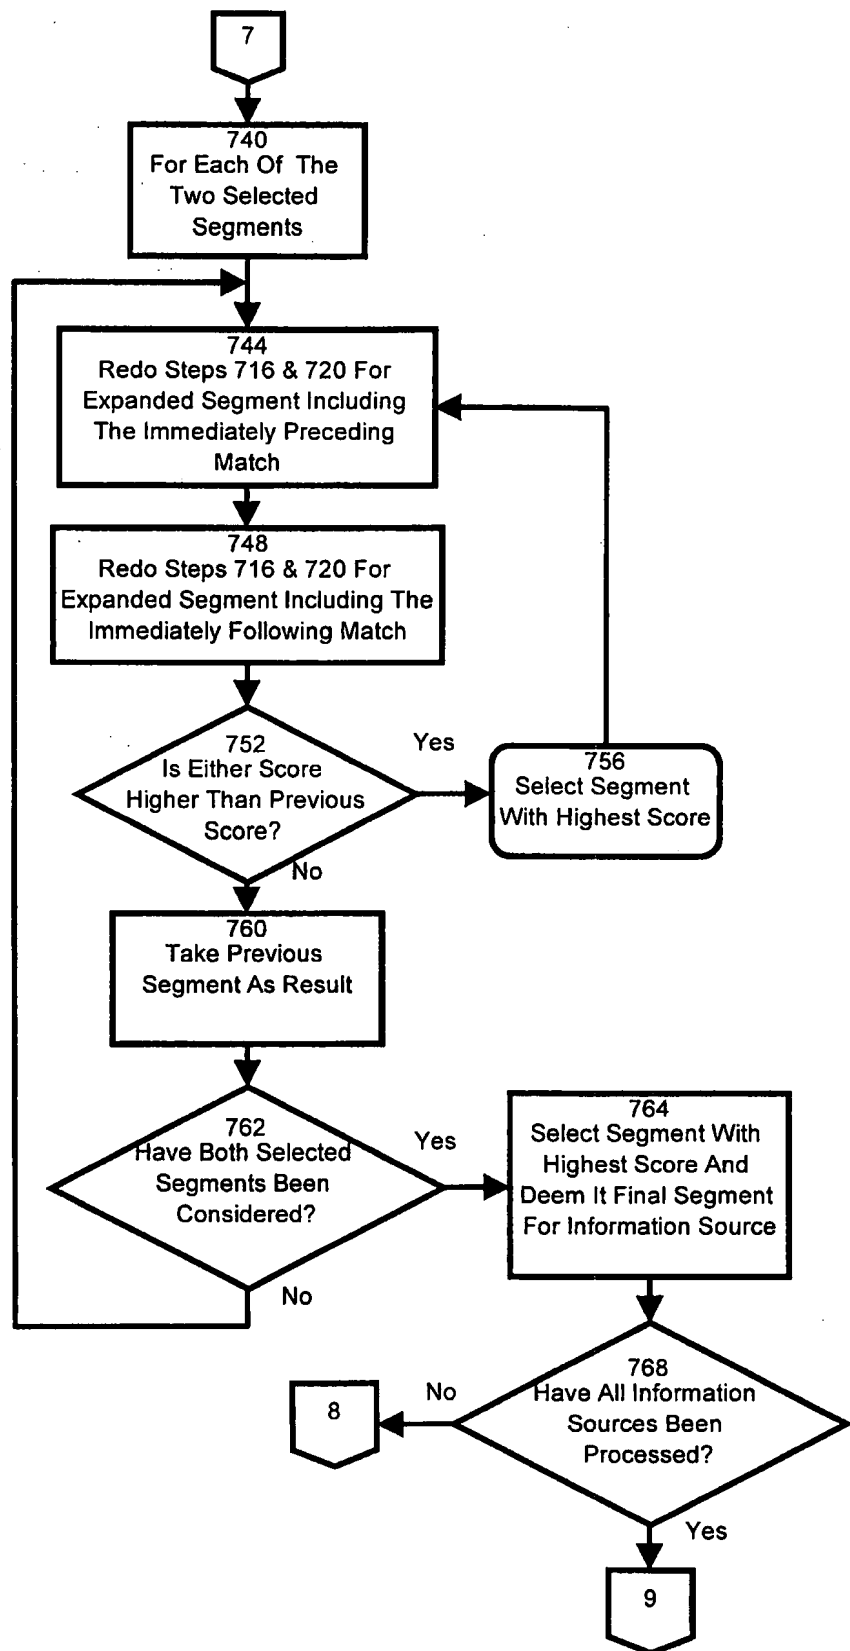 7
740
For Each Of The
Two Selected
Segments
744
Redo Steps 716 & 720 For
Expanded Segment Including
The Immediately Preceding
Match
748
Redo Steps 716 & 720 For
Expanded Segment Including The
Immediately Following Match
752
Is Either Score
Higher Than Previous
Score?
Yes
756
Select Segment
With Highest Score
No
760
Take Previous
Segment As Result
762
Have Both Selected
Segments Been
Considered?
Yes
No
764
Select Segment With
Highest Score And
Deem It Final Segment
For Information Source
768
Have All Information
Sources Been
Processed?
No
8
Yes
9